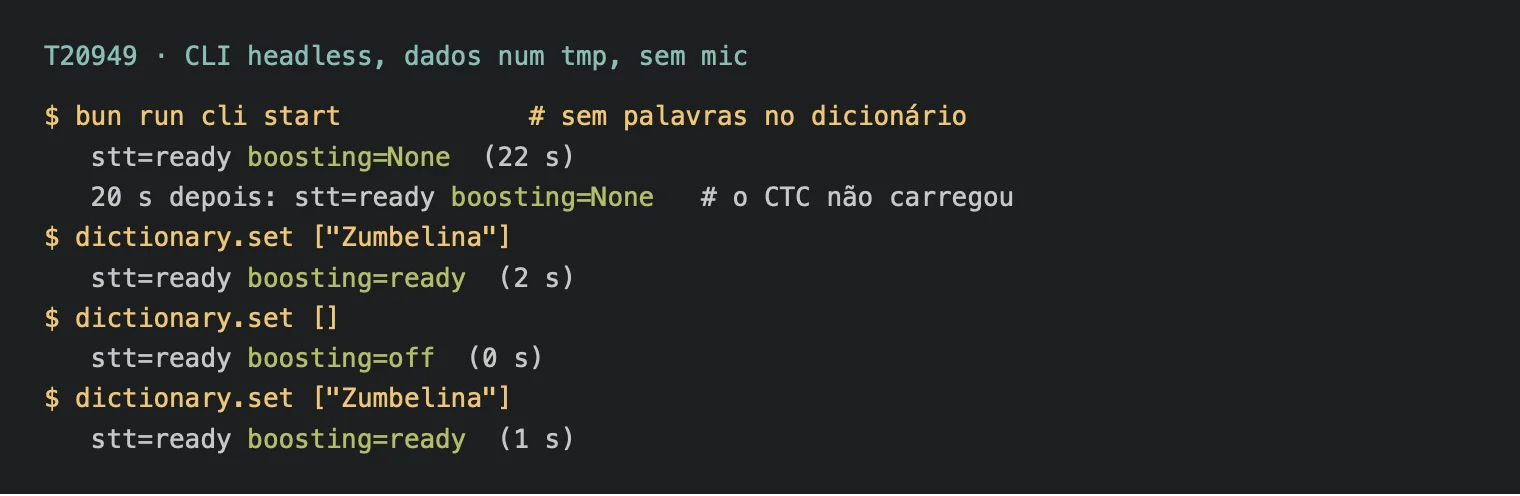 T20949 · CLI headless, dados num tmp, sem mic
$ bun run cli start            # sem palavras no dicionário
   stt=ready boosting=None  (22 s)
   20 s depois: stt=ready boosting=None   # o CTC não carregou
$ dictionary.set ["Zumbelina"]
   stt=ready boosting=ready  (2 s)
$ dictionary.set []
   stt=ready boosting=off  (0 s)
$ dictionary.set ["Zumbelina"]
   stt=ready boosting=ready  (1 s)